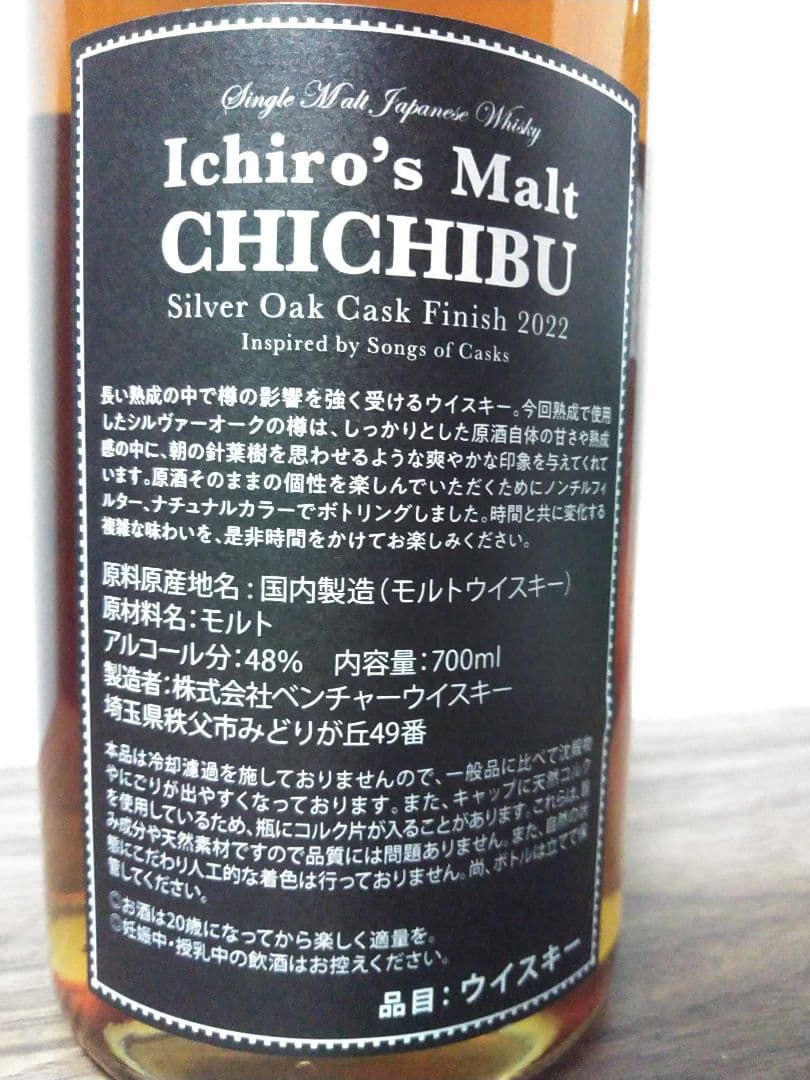 Single Malt Japanese Whisky
Ichiro's Malt
CHICHIBU
Silver Oak Cask Finish 2022
Inspired by Songs of Casks
長い熟成の中で樽の影響を強く受けるウイスキー。今回熟成で使用
したシルヴァーオークの樽は、しっかりとした原酒自体の甘さや熟成
感の中に、朝の針葉樹を思わせるような爽やかな印象を与えてくれて
います。原酒そのままの個性を楽しんでいただくためにノンチルフィ
ルター、ナチュナルカラーでボトリングしました。時間と共に変化する
複雑な味わいを、是非時間をかけてお楽しみください。
原料原産地名:国内製造(モルトウイスキー)
原材料名:モルト
アルコール分:48% 内容量:700ml
製造者:株式会社ベンチャーウイスキー
埼玉県秩父市みどりが丘49番
本品は冷却濾過を施しておりませんので、一般品に比べて沈殿物
やにごりが出やすくなっております。また、キャップに天然コルク
を使用しているため、瓶にコルク片が入ることがあります。これらは、
み成分や天然素材ですので品質には問題ありません。また、自然の
態にこだわり人工的な着色は行っておりません。尚、ボトルは立てて保
管してください。
◎お酒は20歳になってから楽しく適量を。
◎妊娠中・授乳中の飲酒はお控えください。
品目:ウイスキー